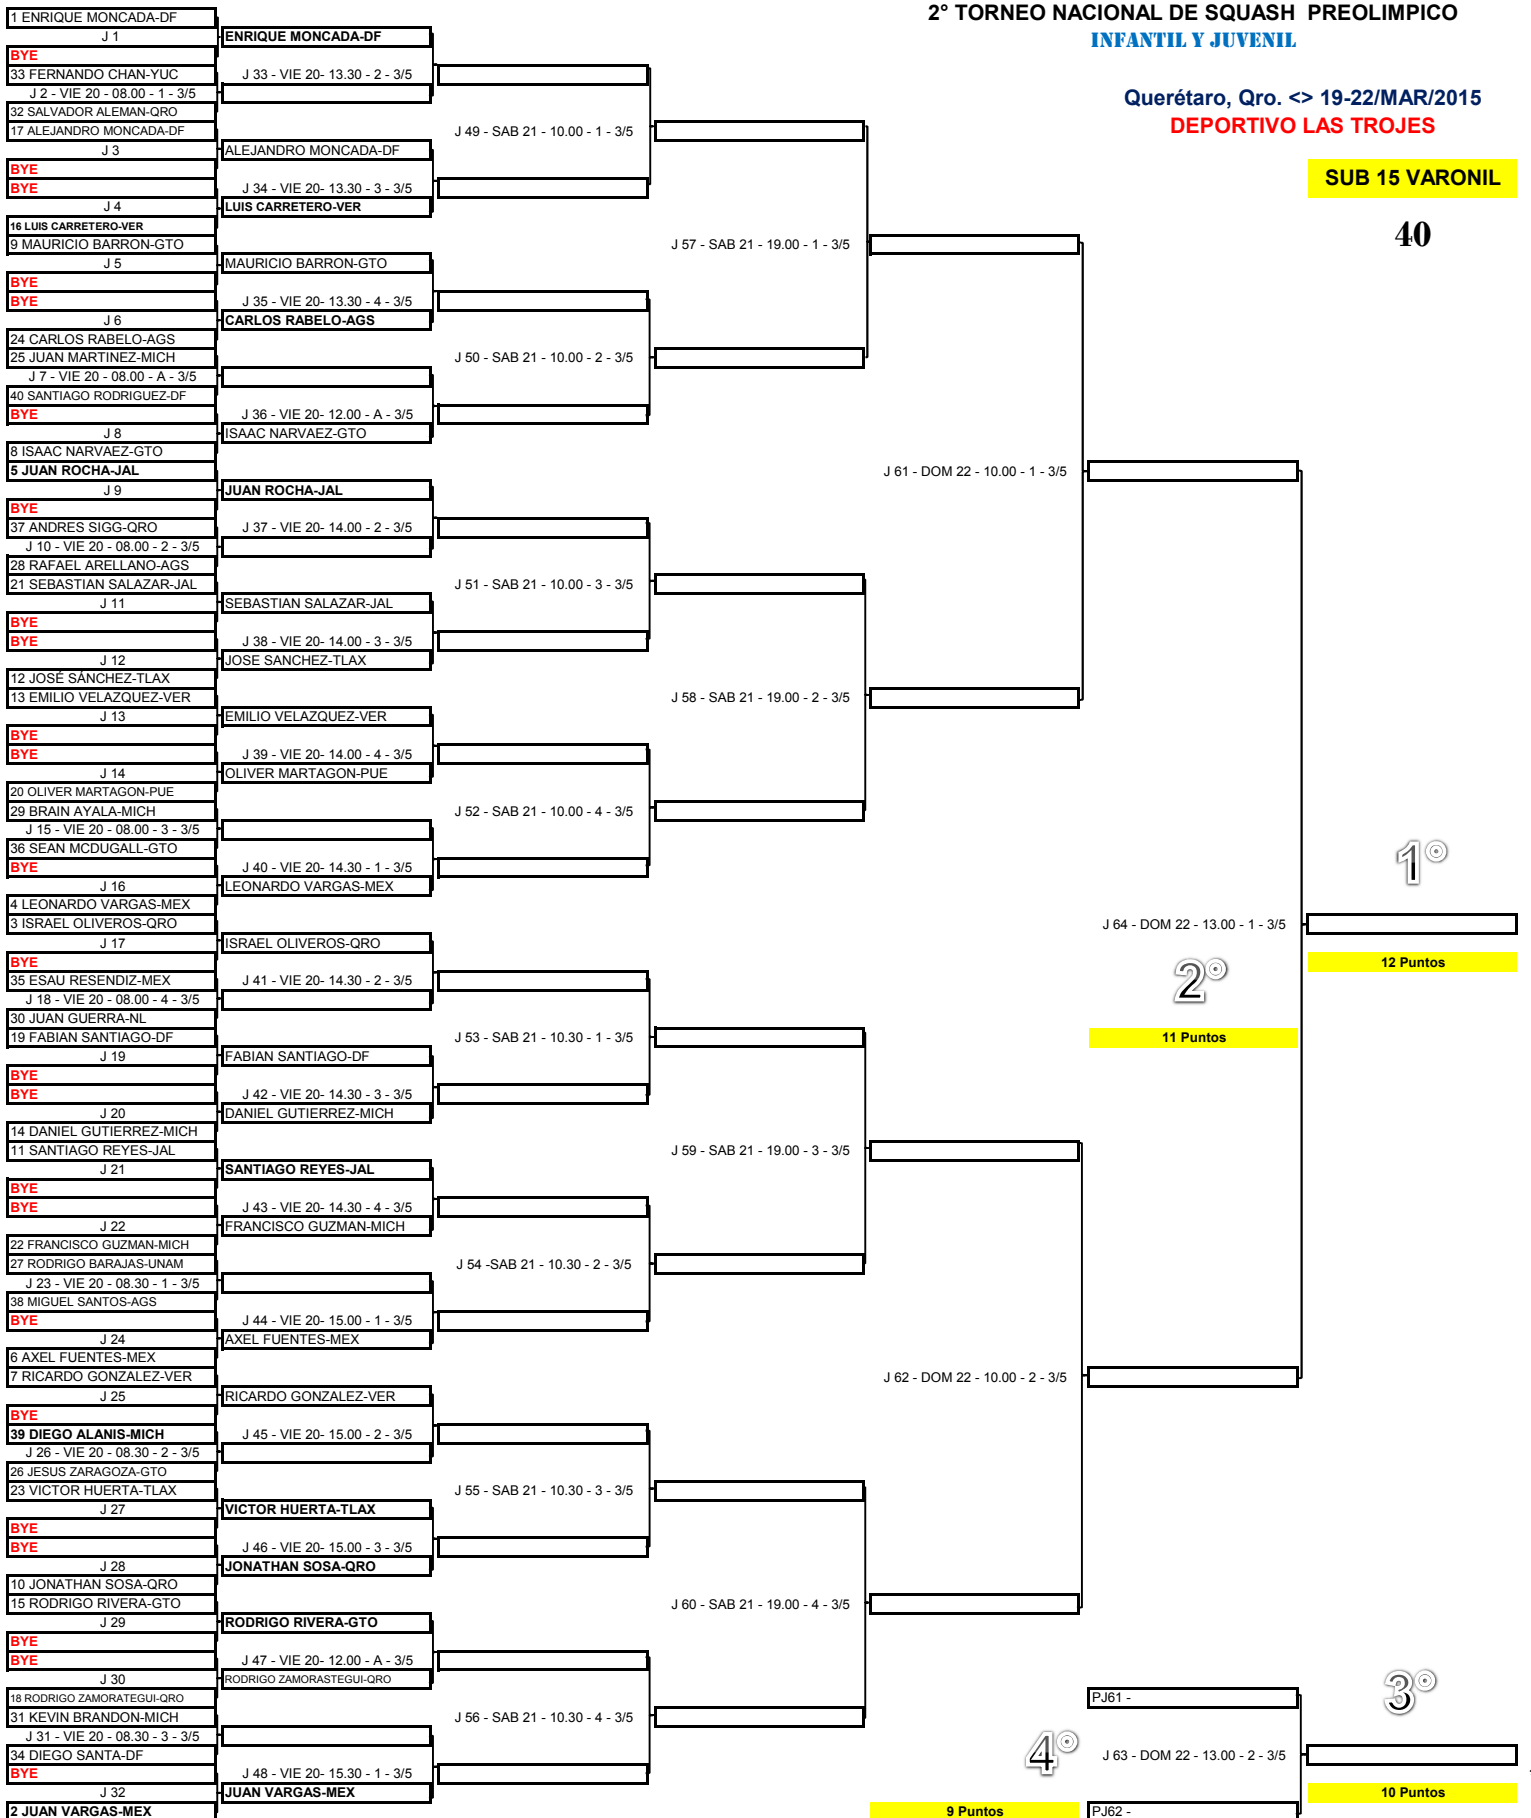 2° TORNEO NACIONAL DE SQUASH PREOLIMPICO
INFANTIL Y JUVENIL
Querétaro, Qro. <> 19-22/MAR/2015
DEPORTIVO LAS TROJES
SUB 15 VARONIL
40
1 ENRIQUE MONCADA-DF
J 1
BYE
33 FERNANDO CHAN-YUC
J 2 - VIE 20 - 08.00 - 1 - 3/5
32 SALVADOR ALEMAN-QRO
17 ALEJANDRO MONCADA-DF
J 3
BYE
BYE
J 4
16 LUIS CARRETERO-VER
9 MAURICIO BARRON-GTO
J 5
BYE
BYE
J 6
24 CARLOS RABELO-AGS
25 JUAN MARTINEZ-MICH
J 7 - VIE 20 - 08.00 - A - 3/5
40 SANTIAGO RODRIGUEZ-DF
BYE
J 8
8 ISAAC NARVAEZ-GTO
5 JUAN ROCHA-JAL
J 9
BYE
37 ANDRES SIGG-QRO
J 10 - VIE 20 - 08.00 - 2 - 3/5
28 RAFAEL ARELLANO-AGS
21 SEBASTIAN SALAZAR-JAL
J 11
BYE
BYE
J 12
12 JOSÉ SÁNCHEZ-TLAX
13 EMILIO VELAZQUEZ-VER
J 13
BYE
BYE
J 14
20 OLIVER MARTAGON-PUE
29 BRAIN AYALA-MICH
J 15 - VIE 20 - 08.00 - 3 - 3/5
36 SEAN MCDUGALL-GTO
BYE
J 16
4 LEONARDO VARGAS-MEX
3 ISRAEL OLIVEROS-QRO
J 17
BYE
35 ESAU RESENDIZ-MEX
J 18 - VIE 20 - 08.00 - 4 - 3/5
30 JUAN GUERRA-NL
19 FABIAN SANTIAGO-DF
J 19
BYE
BYE
J 20
14 DANIEL GUTIERREZ-MICH
11 SANTIAGO REYES-JAL
J 21
BYE
BYE
J 22
22 FRANCISCO GUZMAN-MICH
27 RODRIGO BARAJAS-UNAM
J 23 - VIE 20 - 08.30 - 1 - 3/5
38 MIGUEL SANTOS-AGS
BYE
J 24
6 AXEL FUENTES-MEX
7 RICARDO GONZALEZ-VER
J 25
BYE
39 DIEGO ALANIS-MICH
J 26 - VIE 20 - 08.30 - 2 - 3/5
26 JESUS ZARAGOZA-GTO
23 VICTOR HUERTA-TLAX
J 27
BYE
BYE
J 28
10 JONATHAN SOSA-QRO
15 RODRIGO RIVERA-GTO
J 29
BYE
BYE
J 30
18 RODRIGO ZAMORATEGUI-QRO
31 KEVIN BRANDON-MICH
J 31 - VIE 20 - 08.30 - 3 - 3/5
34 DIEGO SANTA-DF
BYE
J 32
2 JUAN VARGAS-MEX
ENRIQUE MONCADA-DF
J 33 - VIE 20- 13.30 - 2 - 3/5
ALEJANDRO MONCADA-DF
J 34 - VIE 20- 13.30 - 3 - 3/5
LUIS CARRETERO-VER
MAURICIO BARRON-GTO
J 35 - VIE 20- 13.30 - 4 - 3/5
CARLOS RABELO-AGS
J 36 - VIE 20- 12.00 - A - 3/5
ISAAC NARVAEZ-GTO
JUAN ROCHA-JAL
J 37 - VIE 20- 14.00 - 2 - 3/5
SEBASTIAN SALAZAR-JAL
J 38 - VIE 20- 14.00 - 3 - 3/5
JOSE SANCHEZ-TLAX
EMILIO VELAZQUEZ-VER
J 39 - VIE 20- 14.00 - 4 - 3/5
OLIVER MARTAGON-PUE
J 40 - VIE 20- 14.30 - 1 - 3/5
LEONARDO VARGAS-MEX
ISRAEL OLIVEROS-QRO
J 41 - VIE 20- 14.30 - 2 - 3/5
FABIAN SANTIAGO-DF
J 42 - VIE 20- 14.30 - 3 - 3/5
DANIEL GUTIERREZ-MICH
SANTIAGO REYES-JAL
J 43 - VIE 20- 14.30 - 4 - 3/5
FRANCISCO GUZMAN-MICH
J 44 - VIE 20- 15.00 - 1 - 3/5
AXEL FUENTES-MEX
RICARDO GONZALEZ-VER
J 45 - VIE 20- 15.00 - 2 - 3/5
VICTOR HUERTA-TLAX
J 46 - VIE 20- 15.00 - 3 - 3/5
JONATHAN SOSA-QRO
RODRIGO RIVERA-GTO
J 47 - VIE 20- 12.00 - A - 3/5
RODRIGO ZAMORASTEGUI-QRO
J 48 - VIE 20- 15.30 - 1 - 3/5
JUAN VARGAS-MEX
J 49 - SAB 21 - 10.00 - 1 - 3/5
J 50 - SAB 21 - 10.00 - 2 - 3/5
J 51 - SAB 21 - 10.00 - 3 - 3/5
J 52 - SAB 21 - 10.00 - 4 - 3/5
J 53 - SAB 21 - 10.30 - 1 - 3/5
J 54 -SAB 21 - 10.30 - 2 - 3/5
J 55 - SAB 21 - 10.30 - 3 - 3/5
J 56 - SAB 21 - 10.30 - 4 - 3/5
J 57 - SAB 21 - 19.00 - 1 - 3/5
J 58 - SAB 21 - 19.00 - 2 - 3/5
J 59 - SAB 21 - 19.00 - 3 - 3/5
J 60 - SAB 21 - 19.00 - 4 - 3/5
J 61 - DOM 22 - 10.00 - 1 - 3/5
J 62 - DOM 22 - 10.00 - 2 - 3/5
J 64 - DOM 22 - 13.00 - 1 - 3/5
1°
12 Puntos
2°
11 Puntos
PJ61 -
3°
J 63 - DOM 22 - 13.00 - 2 - 3/5
4°
10 Puntos
9 Puntos
PJ62 -